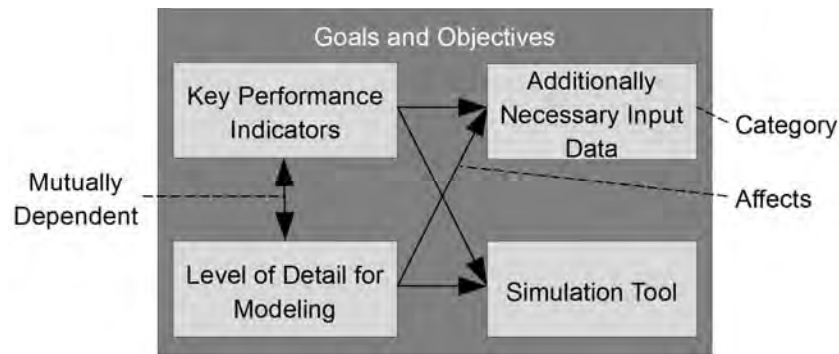 Goals and Objectives
Key Performance
Indicators
Additionally
Necessary Input
Data
Category
Mutually
Dependent
Affects
Level of Detail for
Modeling
Simulation Tool